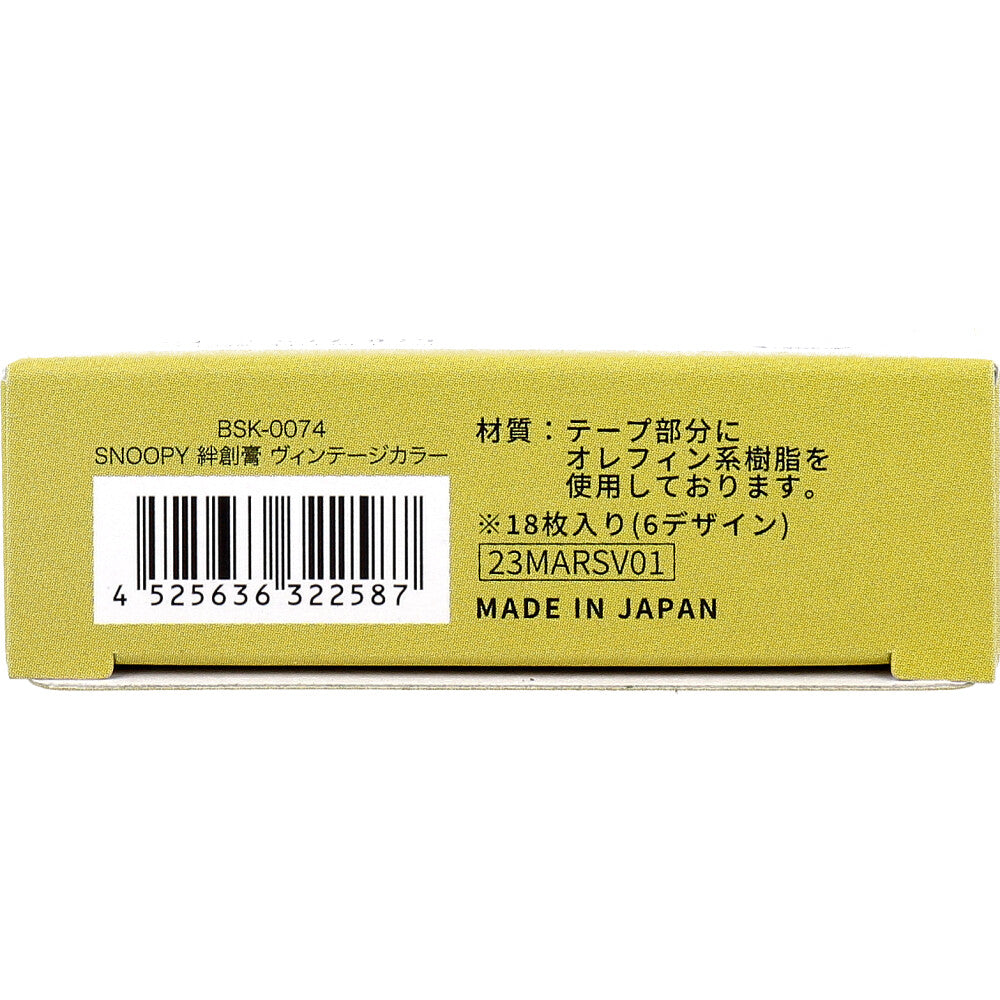 BSK-0074
SNOOPY 絆創膏 ヴィンテージカラー
4 525636 322587
材質：テープ部分に
オレフィン系樹脂を
使用しております。
※18枚入り(6デザイン)
23MARSV01
MADE IN JAPAN